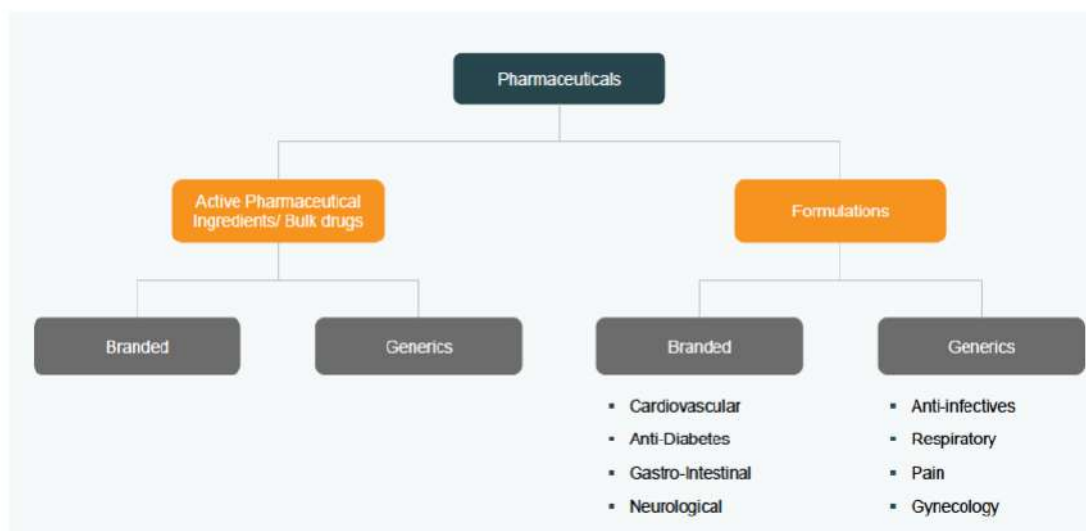 Pharmaceuticals
Active Pharmaceutical
Ingredients/ Bulk drugs
Formulations
Branded
Generics
Branded
Generics
▪ Cardiovascular
▪ Anti-Diabetes
▪ Gastro-Intestinal
▪ Neurological
▪ Anti-infectives
▪ Respiratory
▪ Pain
▪ Gynecology